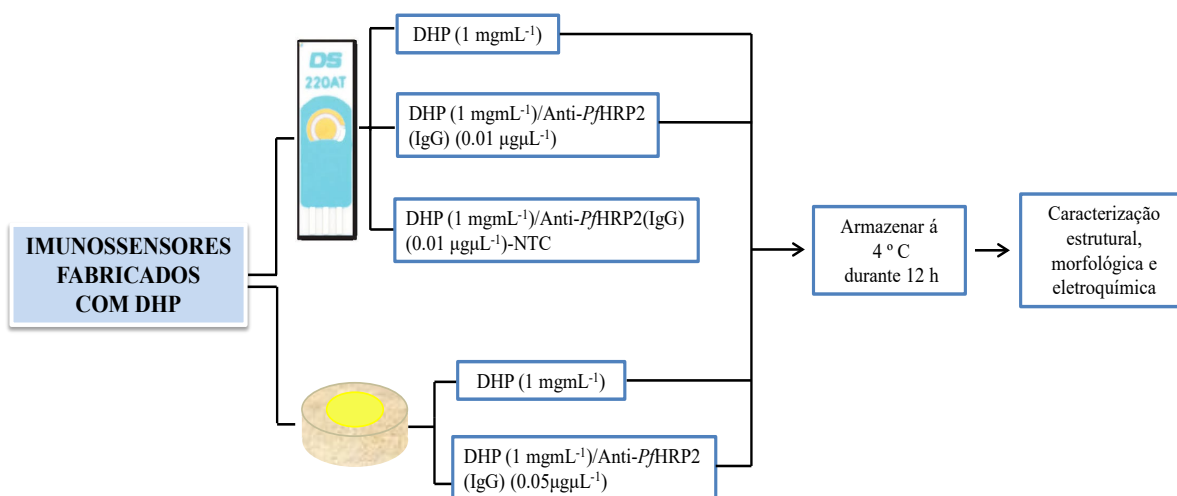 IMUNOSSENSORES
FABRICADOS
COM DHP
DS
220AT
DHP (1 mgmL⁻¹)
DHP (1 mgmL⁻¹)/Anti-PfHRP2
(IgG) (0.01 µgµL⁻¹)
DHP (1 mgmL⁻¹)/Anti-PfHRP2(IgG)
(0.01 µgµL⁻¹)-NTC
DHP (1 mgmL⁻¹)
DHP (1 mgmL⁻¹)/Anti-PfHRP2
(IgG) (0.05µgµL⁻¹)
Armazenar á
4 º C
durante 12 h
Caracterização
estrutural,
morfológica e
eletroquímica